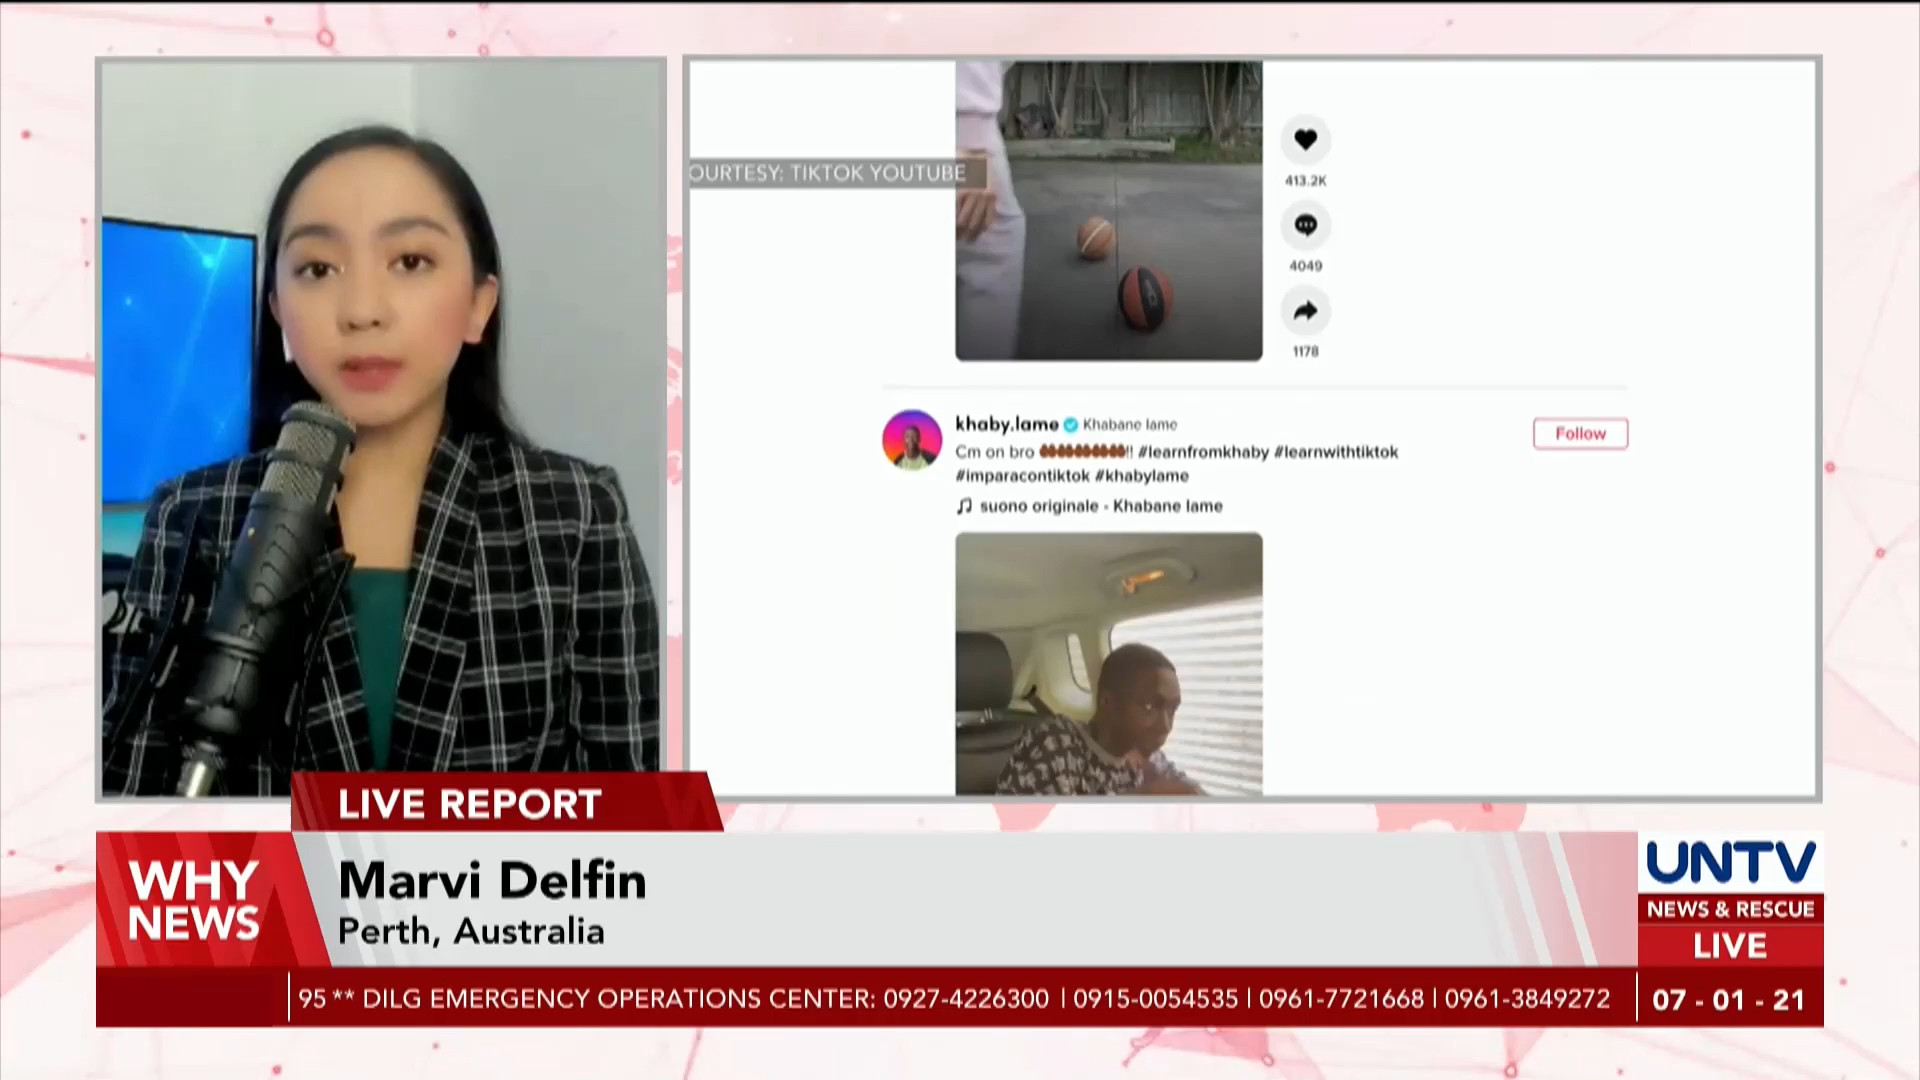 OURTESY: TIKTOK YOUTUBE
413.2K
4049
1178
khaby.lame Khabane lame
Cm on bro !! #learnfromkhaby #learnwithtiktok
#imparacontiktok #khabylame
suono originale - Khabane lame
Follow
LIVE REPORT
WHY
NEWS
Marvi Delfin
Perth, Australia
UNTV
NEWS & RESCUE
LIVE
95 ** DILG EMERGENCY OPERATIONS CENTER: 0927-4226300 | 0915-0054535 | 0961-7721668 | 0961-3849272
07 - 01 - 21